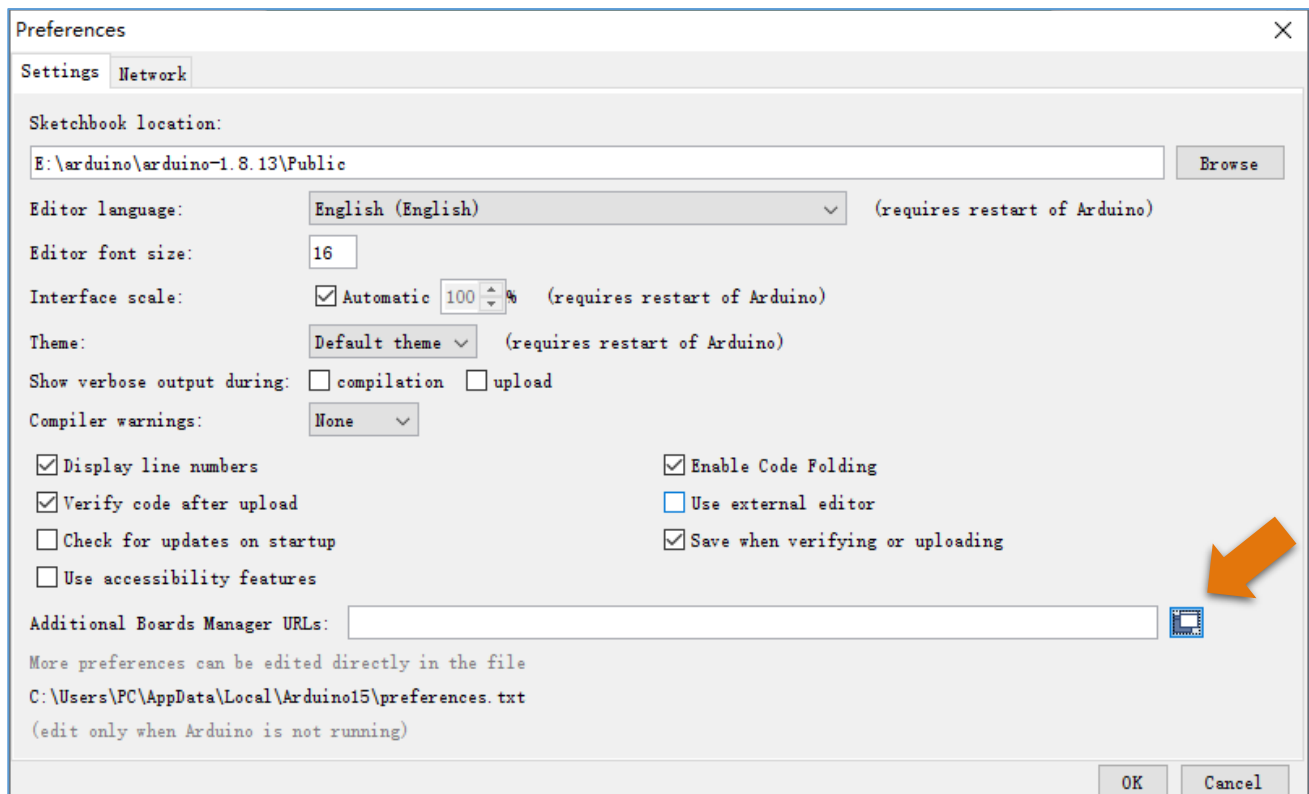 Preferences
Settings Network
Sketchbook location:
E:\arduino\arduino-1.8.13\Public Browse
Editor language: English (English) (requires restart of Arduino)
Editor font size: 16
Interface scale: Automatic 100 % (requires restart of Arduino)
Theme: Default theme (requires restart of Arduino)
Show verbose output during: compilation upload
Compiler warnings: None
Display line numbers Enable Code Folding
Verify code after upload Use external editor
Check for updates on startup Save when verifying or uploading
Use accessibility features
Additional Boards Manager URLs:
More preferences can be edited directly in the file
C:\Users\PC\AppData\Local\Arduino15\preferences.txt
(edit only when Arduino is not running)
OK Cancel